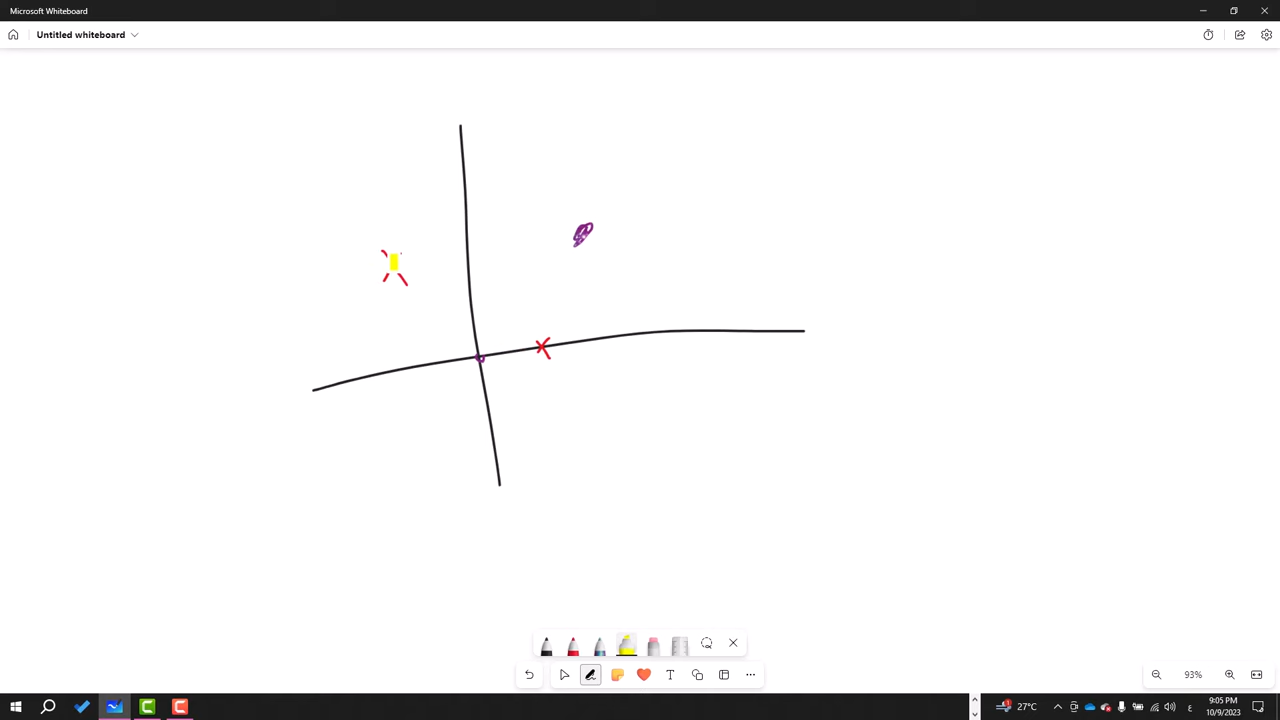 Microsoft Whiteboard
Untitled whiteboard
93%
27°C
ع
9:05 PM
10/9/2023